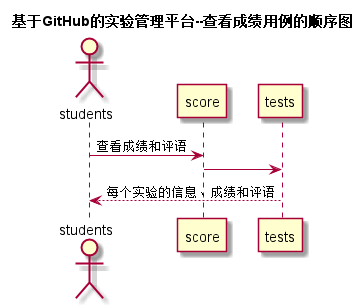 基于GitHub的实验管理平台--查看成绩用例的顺序图
students
score
tests
查看成绩和评语
每个实验的信息、成绩和评语
students
score
tests